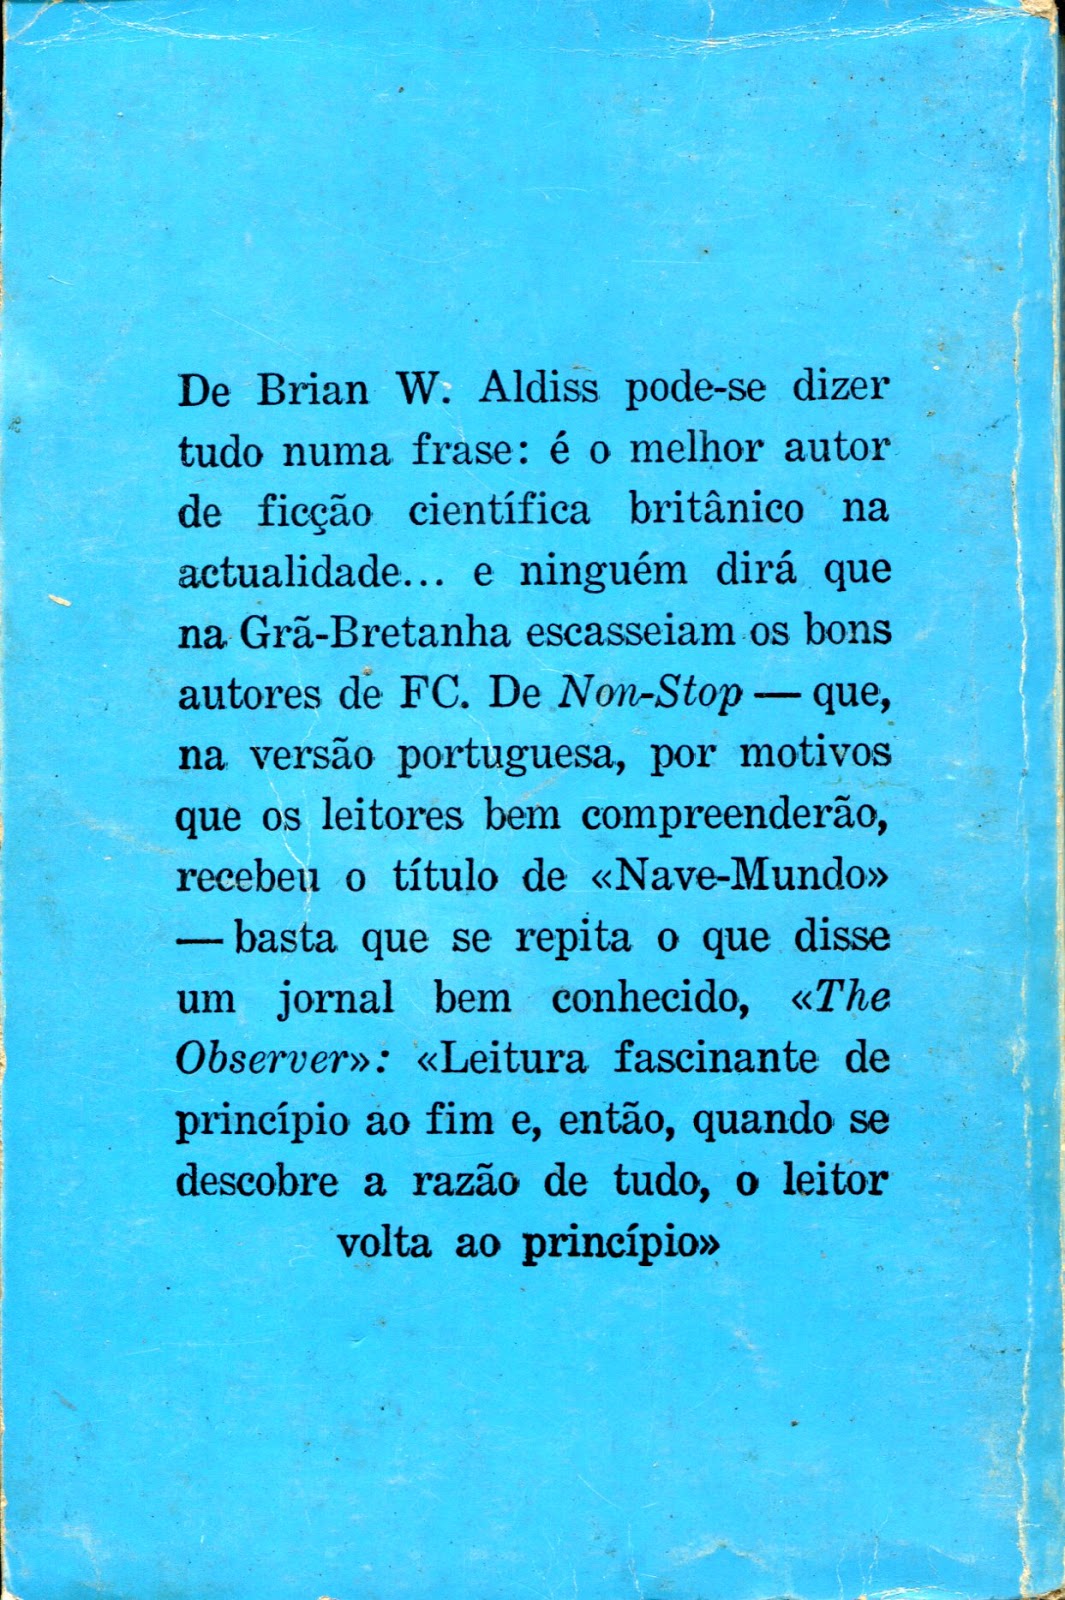 De Brian W. Aldiss pode-se dizer
tudo numa frase: é o melhor autor
de ficção científica britânico na
actualidade... e ninguém dirá que
na Grã-Bretanha escasseiam os bons
autores de FC. De Non-Stop — que,
na versão portuguesa, por motivos
que os leitores bem compreenderão,
recebeu o título de «Nave-Mundo»
— basta que se repita o que disse
um jornal bem conhecido, «The
Observer»: «Leitura fascinante de
princípio ao fim e, então, quando se
descobre a razão de tudo, o leitor
volta ao princípio»